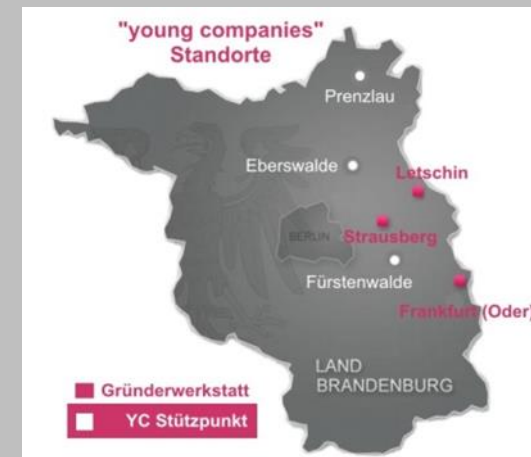 "young companies"
Standorte
Prenzlau
Eberswalde
Letschin
BERLIN
Strausberg
Fürstenwalde
Frankfurt (Oder)
LAND
BRANDENBURG
Gründerwerkstatt
YC Stützpunkt